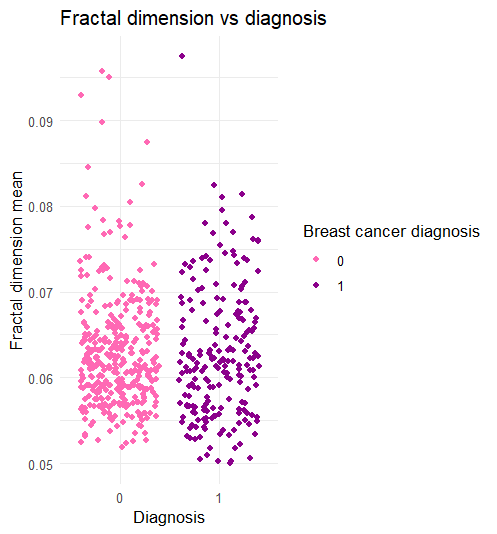 Fractal dimension vs diagnosis
Fractal dimension mean
0.09
0.08
0.07
0.06
0.05
0
1
Diagnosis
Breast cancer diagnosis
0
1